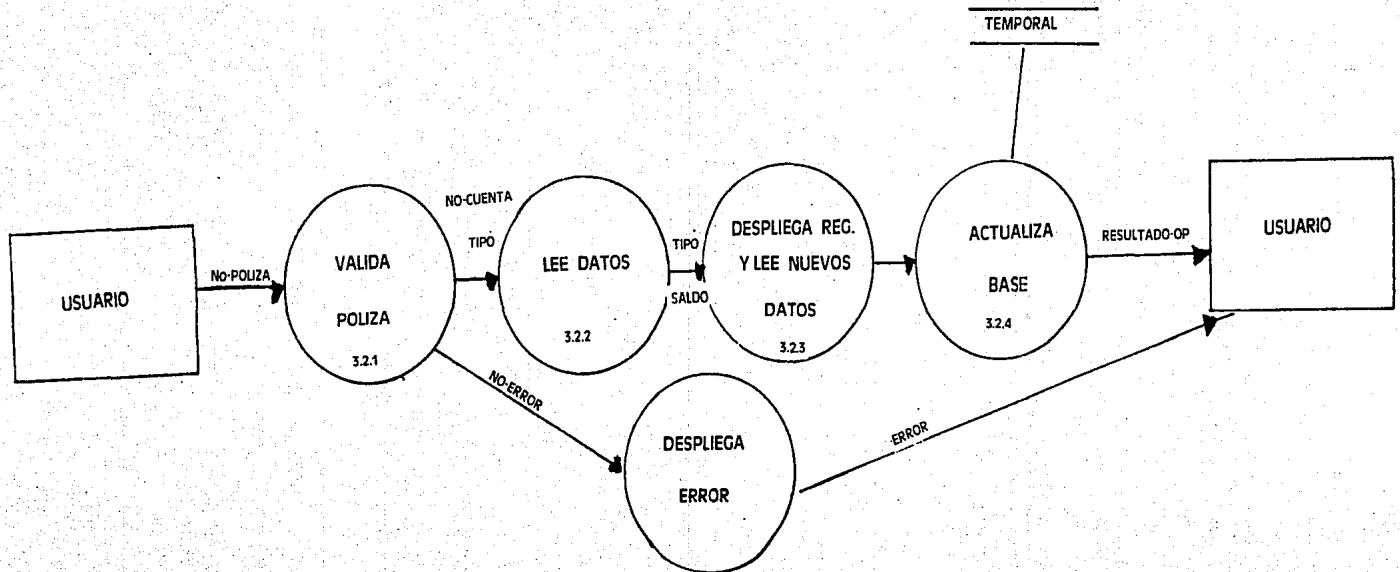 TEMPORAL
USUARIO
No-POLIZA
VALIDA
POLIZA
3.2.1
NO-CUENTA
TIPO
LEE DATOS
3.2.2
TIPO
SALDO
DESPLIEGA REG.
Y LEE NUEVOS
DATOS
3.2.3
ACTUALIZA
BASE
3.2.4
RESULTADO-OP
USUARIO
NO-ERROR
DESPLIEGA
ERROR
ERROR